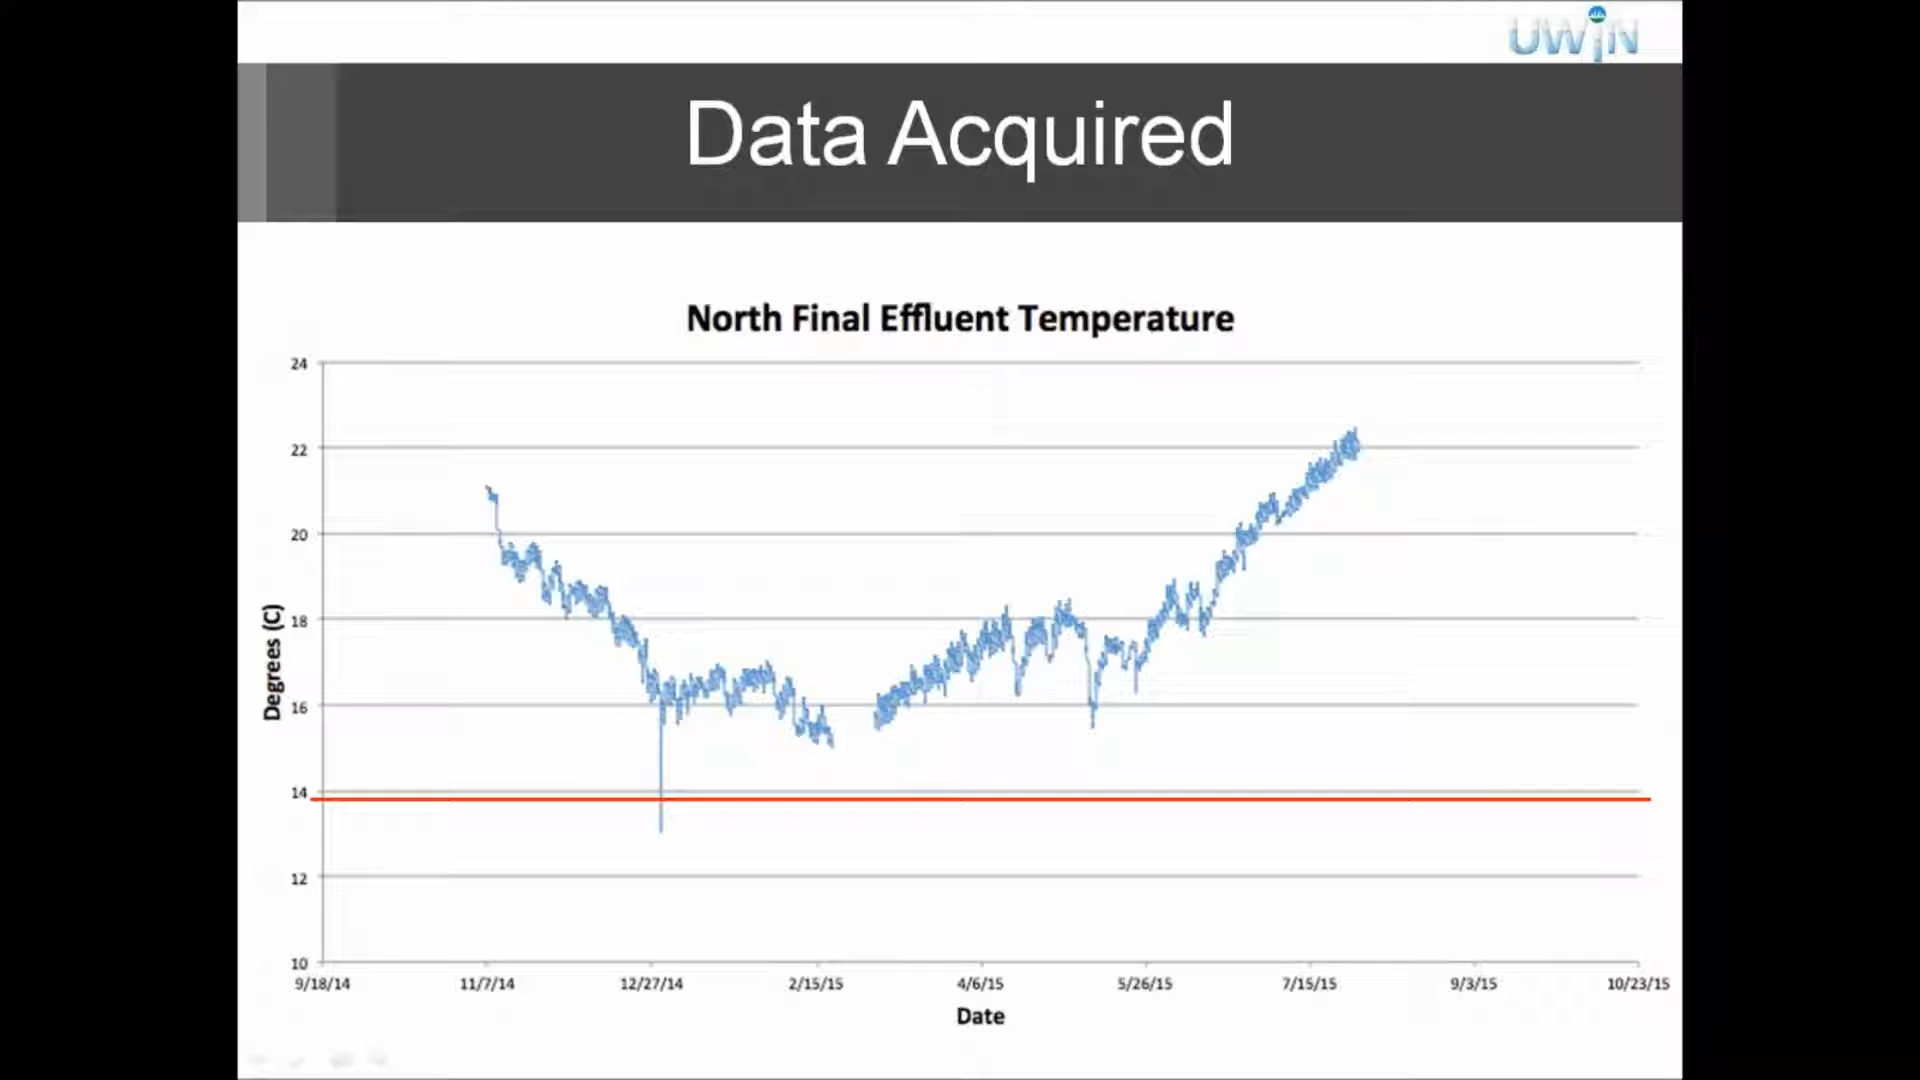 UWIN
Data Acquired
North Final Effluent Temperature
24
22
20
18
16
14
12
10
Degrees (C)
9/18/14 11/7/14 12/27/14 2/15/15 4/6/15 5/26/15 7/15/15 9/3/15 10/23/15
Date